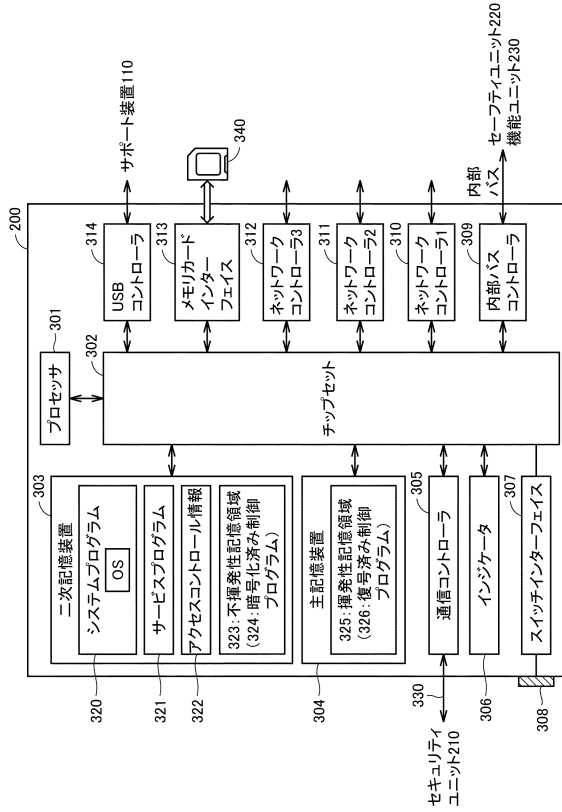 200
301
プロセッサ
302
チップセット
303
二次記憶装置
システムプログラム
OS
320
サービスプログラム
321
アクセスコントロール情報
322
323:不揮発性記憶領域
(324:暗号化済み制御
プログラム)
主記憶装置
304
325:揮発性記憶領域
(326:復号済み制御
プログラム)
305
通信コントローラ
330
セキュリティ
ユニット210
インジケータ
306
307
スイッチインターフェイス
308
314
USB
コントローラ
サポート装置110
313
メモリカード
インター
フェイス
340
312
ネットワーク
コントローラ3
311
ネットワーク
コントローラ2
310
ネットワーク
コントローラ1
309
内部バス
コントローラ
内部
バス
セーフティユニット220
機能ユニット230